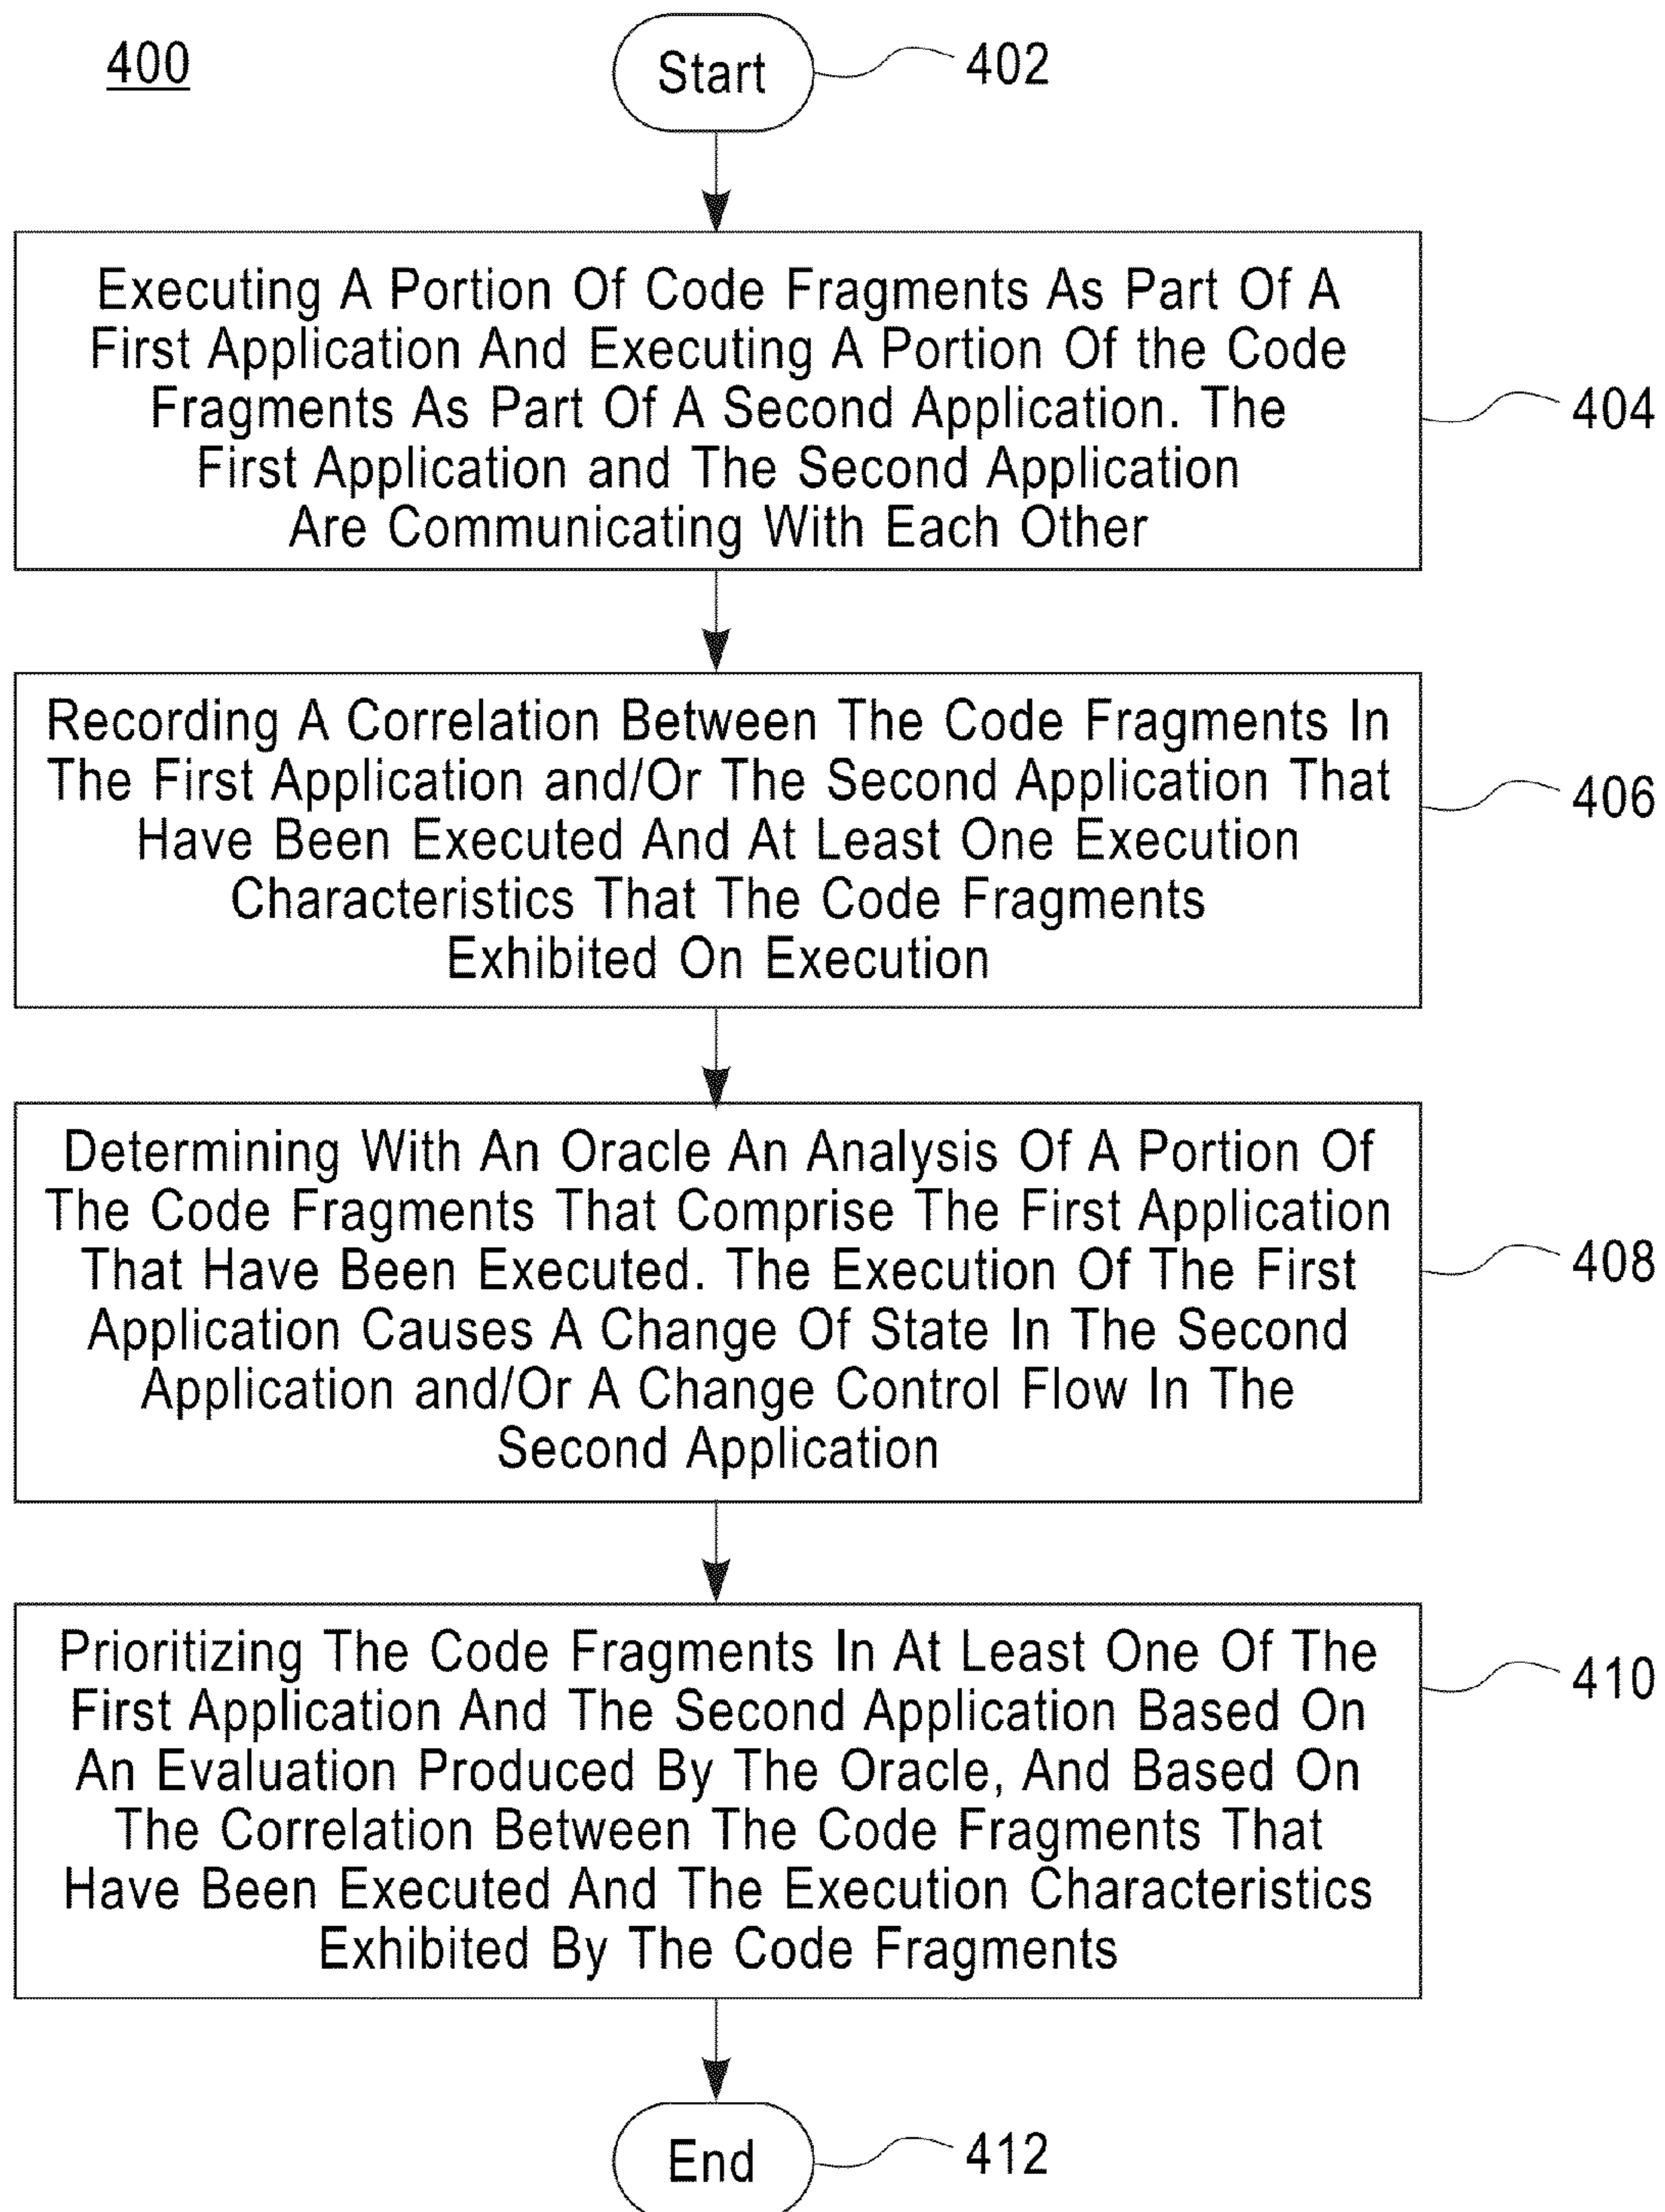 400
Start
402
Executing A Portion Of Code Fragments As Part Of A
First Application And Executing A Portion Of the Code
Fragments As Part Of A Second Application. The
First Application and The Second Application
Are Communicating With Each Other
404
Recording A Correlation Between The Code Fragments In
The First Application and/Or The Second Application That
Have Been Executed And At Least One Execution
Characteristics That The Code Fragments
Exhibited On Execution
406
Determining With An Oracle An Analysis Of A Portion Of
The Code Fragments That Comprise The First Application
That Have Been Executed. The Execution Of The First
Application Causes A Change Of State In The Second
Application and/Or A Change Control Flow In The
Second Application
408
Prioritizing The Code Fragments In At Least One Of The
First Application And The Second Application Based On
An Evaluation Produced By The Oracle, And Based On
The Correlation Between The Code Fragments That
Have Been Executed And The Execution Characteristics
Exhibited By The Code Fragments
410
End
412